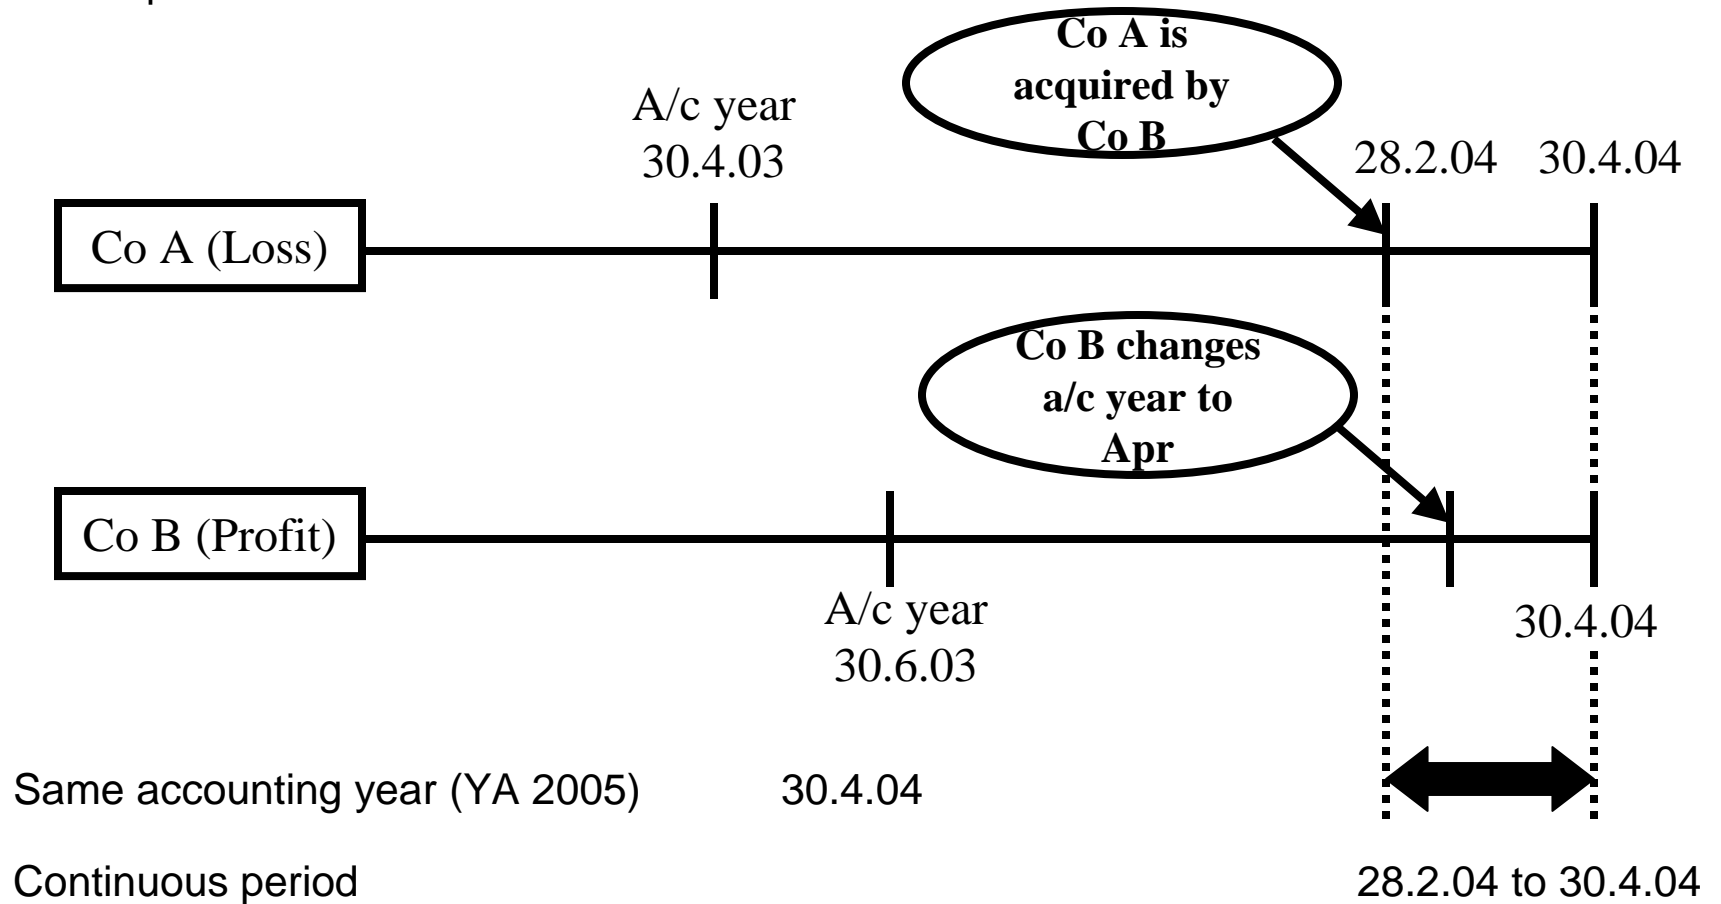 Co A is
acquired by
Co B
A/c year
30.4.03
28.2.04
30.4.04
Co A (Loss)
Co B changes
a/c year to
Apr
Co B (Profit)
A/c year
30.6.03
30.4.04
Same accounting year (YA 2005) 30.4.04
Continuous period 28.2.04 to 30.4.04